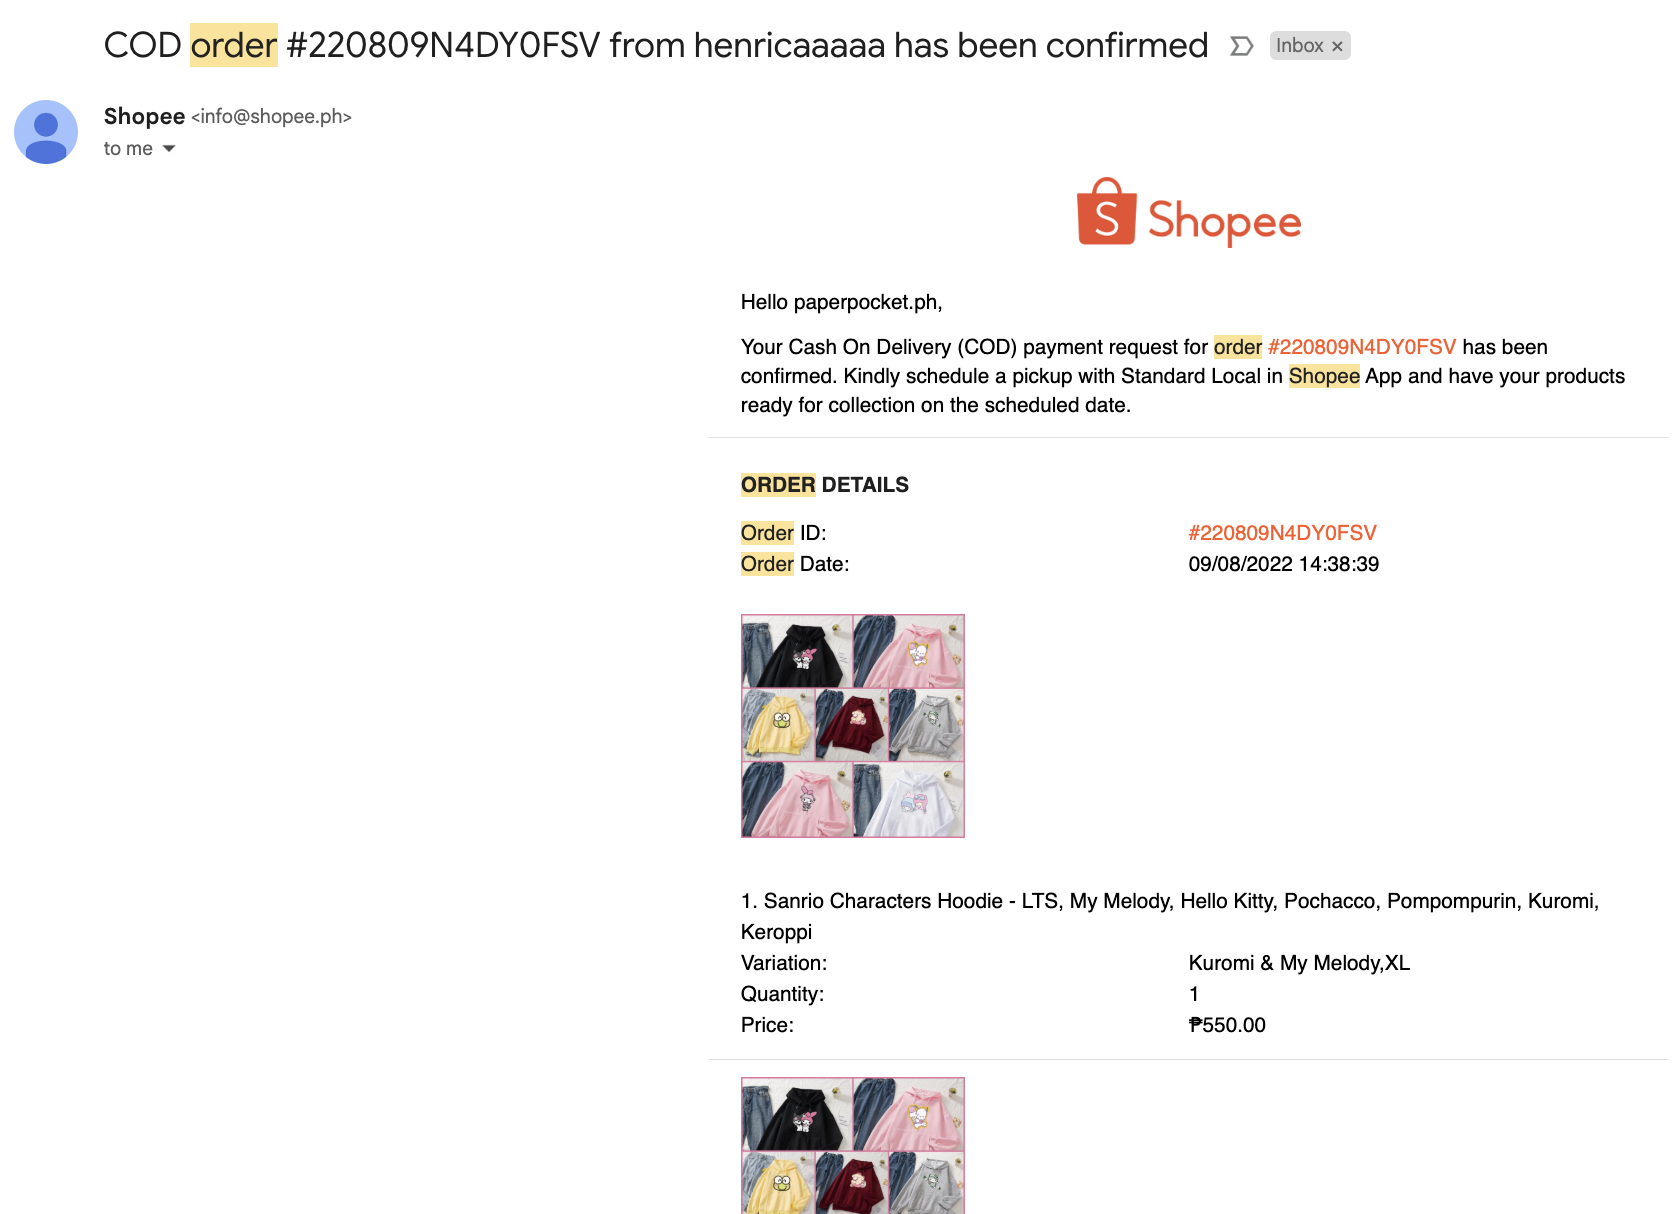 COD order #220809N4DY0FSV from henricaaaaa has been confirmed
Inbox ×
Shopee <info@shopee.ph>
to me
S Shopee
Hello paperpocket.ph,
Your Cash On Delivery (COD) payment request for order #220809N4DY0FSV has been
confirmed. Kindly schedule a pickup with Standard Local in Shopee App and have your products
ready for collection on the scheduled date.
ORDER DETAILS
Order ID: #220809N4DY0FSV
Order Date: 09/08/2022 14:38:39
1. Sanrio Characters Hoodie - LTS, My Melody, Hello Kitty, Pochacco, Pompompurin, Kuromi,
Keroppi
Variation: Kuromi & My Melody,XL
Quantity: 1
Price: ₱550.00